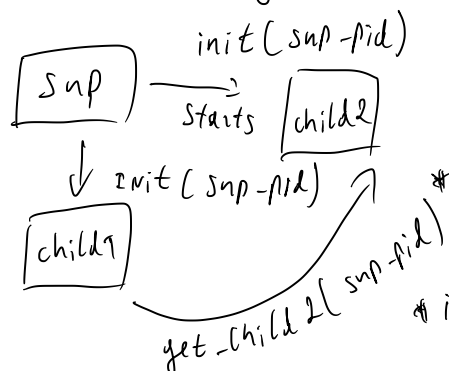 init(sup-pid)
sup
starts
child2
init(sup-pid)
child1
get_child2(sup-pid)
*
* i